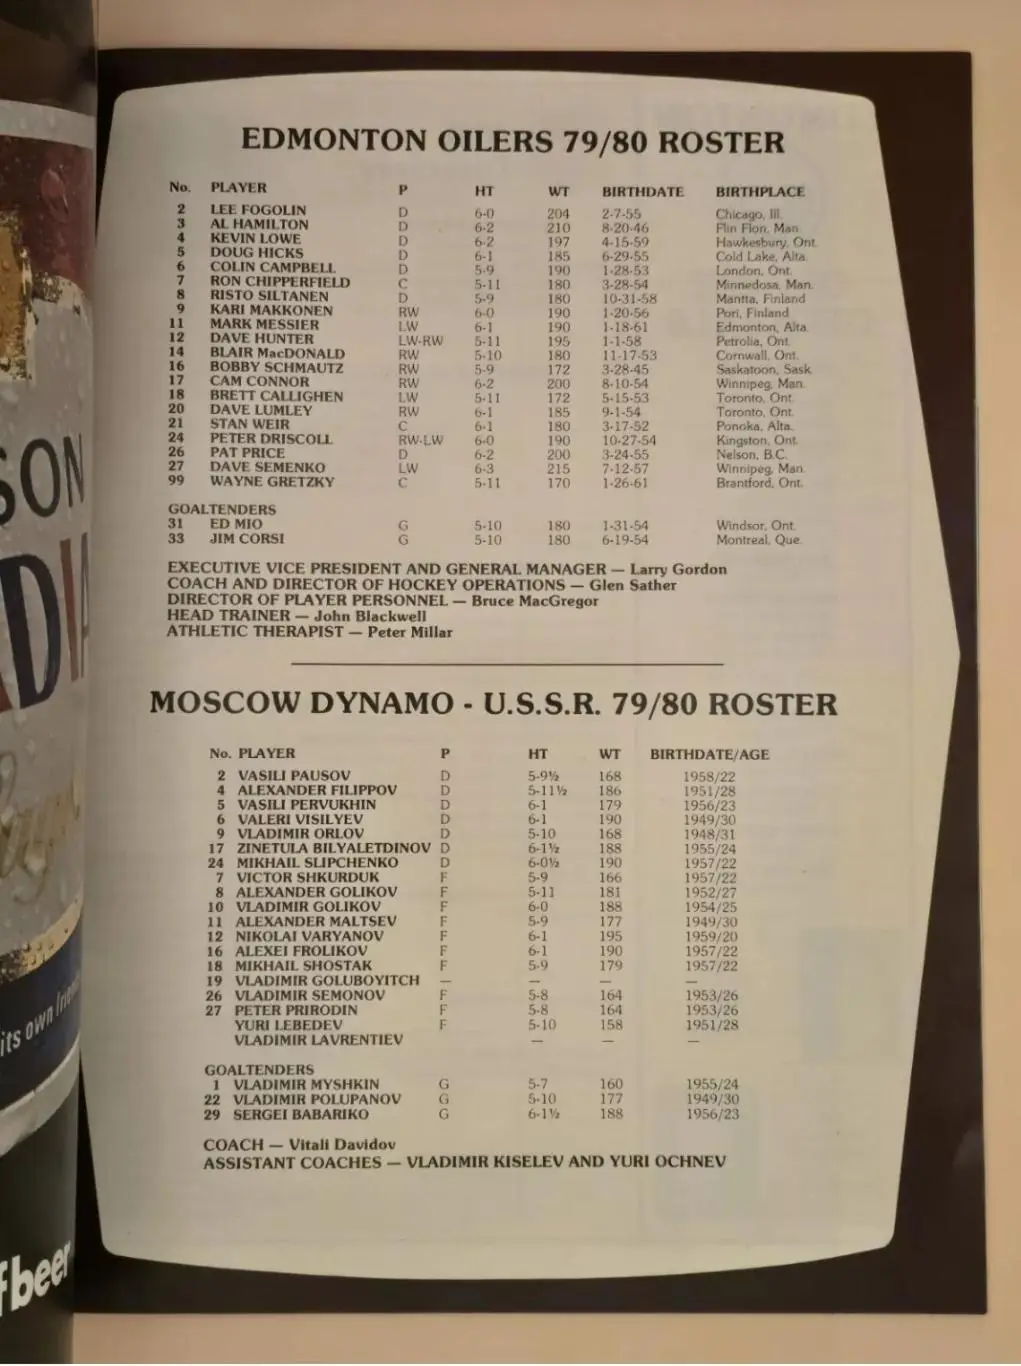 EDMONTON OILERS 79/80 ROSTER
No. PLAYER P HT WT BIRTHDATE BIRTHPLACE
2 LEE FOGOLIN D 6-0 204 2-7-55 Chicago, Ill.
3 AL HAMILTON D 6-2 210 8-20-46 Flin Flon, Man.
4 KEVIN LOWE D 6-2 197 4-15-59 Hawkesbury, Ont.
5 DOUG HICKS D 6-1 185 6-29-55 Cold Lake, Alta.
6 COLIN CAMPBELL D 5-9 190 1-28-53 London, Ont.
7 RON CHIPPERFIELD C 5-11 180 3-28-54 Minnedosa, Man.
8 RISTO SILTANEN D 5-9 180 10-31-58 Mantta, Finland
9 KARI MAKKONEN RW 6-0 190 1-20-56 Pori, Finland
11 MARK MESSIER LW 6-1 190 1-18-61 Edmonton, Alta.
12 DAVE HUNTER LW-RW 5-11 195 1-1-58 Petrolia, Ont.
14 BLAIR MacDONALD RW 5-10 180 11-17-53 Cornwall, Ont.
16 BOBBY SCHMAUTZ RW 5-9 172 3-28-45 Saskatoon, Sask.
17 CAM CONNOR RW 6-2 200 8-10-54 Winnipeg, Man.
18 BRETT CALLIGHEN LW 5-11 172 5-15-53 Toronto, Ont.
20 DAVE LUMLEY RW 6-1 185 9-1-54 Toronto, Ont.
21 STAN WEIR C 6-1 180 3-17-52 Ponoka, Alta.
24 PETER DRISCOLL RW-LW 6-0 190 10-27-54 Kingston, Ont.
26 PAT PRICE D 6-2 200 3-24-55 Nelson, B.C.
27 DAVE SEMENKO LW 6-3 215 7-12-57 Winnipeg, Man.
99 WAYNE GRETZKY C 5-11 170 1-26-61 Brantford, Ont.
GOALTENDERS
31 ED MIO G 5-10 180 1-31-54 Windsor, Ont.
33 JIM CORSI G 5-10 180 6-19-54 Montreal, Que.
EXECUTIVE VICE PRESIDENT AND GENERAL MANAGER — Larry Gordon
COACH AND DIRECTOR OF HOCKEY OPERATIONS — Glen Sather
DIRECTOR OF PLAYER PERSONNEL — Bruce MacGregor
HEAD TRAINER — John Blackwell
ATHLETIC THERAPIST — Peter Millar
MOSCOW DYNAMO - U.S.S.R. 79/80 ROSTER
No. PLAYER P HT WT BIRTHDATE/AGE
2 VASILI PAUSOV D 5-9½ 168 1958/22
4 ALEXANDER FILIPPOV D 5-11½ 186 1951/28
5 VASILI PERVUKHIN D 6-1 179 1956/23
6 VALERI VISILYEV D 6-1 190 1949/30
9 VLADIMIR ORLOV D 5-10 168 1948/31
17 ZINETULA BILYALETDINOV D 6-1½ 188 1955/24
24 MIKHAIL SLIPCHENKO D 6-0½ 190 1957/22
7 VICTOR SHKURDUK F 5-9 166 1957/22
8 ALEXANDER GOLIKOV F 5-11 181 1952/27
10 VLADIMIR GOLIKOV F 6-0 188 1954/25
11 ALEXANDER MALTSEV F 5-9 177 1949/30
12 NIKOLAI VARYANOV F 6-1 195 1959/20
16 ALEXEI FROLIKOV F 6-1 190 1957/22
18 MIKHAIL SHOSTAK F 5-9 179 1957/22
19 VLADIMIR GOLUBOYITCH — — — —
26 VLADIMIR SEMONOV F 5-8 164 1953/26
27 PETER PRIRODIN F 5-8 164 1953/26
YURI LEBEDEV F 5-10 158 1951/28
VLADIMIR LAVRENTIEV — — —
GOALTENDERS
1 VLADIMIR MYSHKIN G 5-7 160 1955/24
22 VLADIMIR POLUPANOV G 5-10 177 1949/30
29 SERGEI BABARIKO G 6-1½ 188 1956/23
COACH — Vitali Davidov
ASSISTANT COACHES — VLADIMIR KISELEV AND YURI OCHNEV
SON
DIA
its own
beer